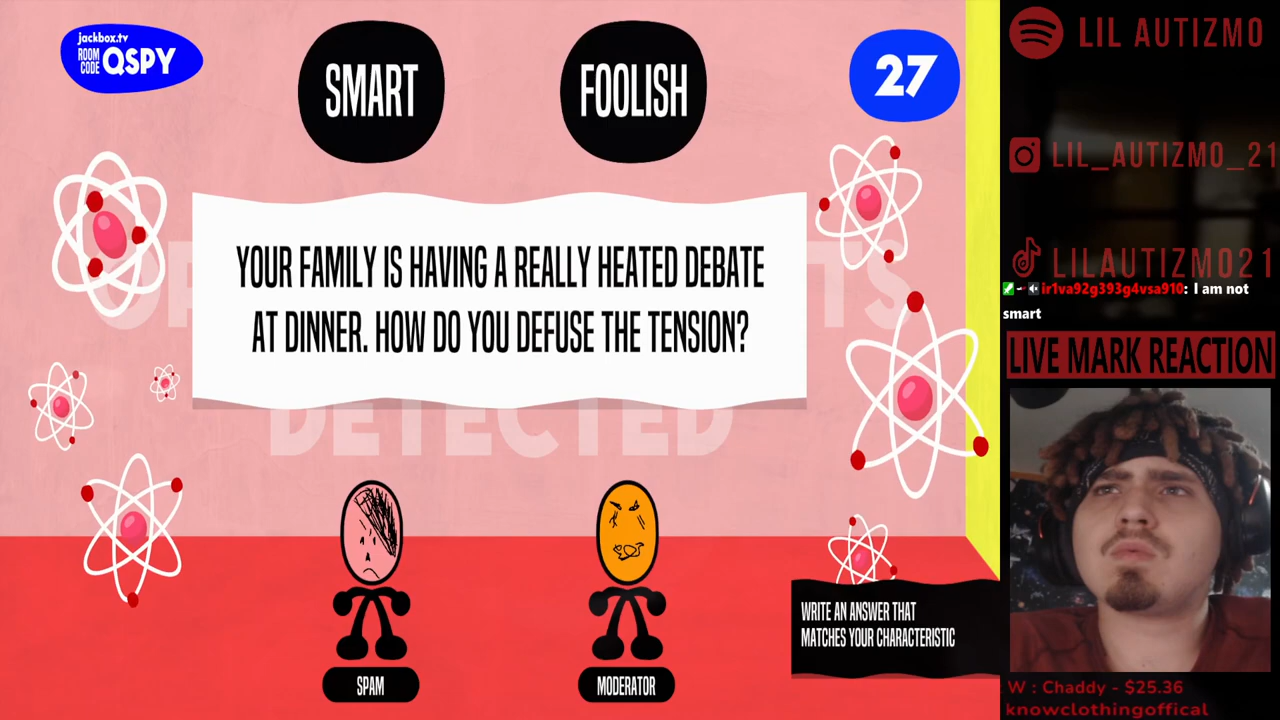 jackbox.tv
ROOM CODE QSPY
SMART
FOOLISH
27
YOUR FAMILY IS HAVING A REALLY HEATED DEBATE
AT DINNER. HOW DO YOU DEFUSE THE TENSION?
DETECTED
SPAM
MODERATOR
WRITE AN ANSWER THAT
MATCHES YOUR CHARACTERISTIC
LIL AUTIZMO
LIL_AUTIZMO_21
LILAUTIZMO21
ir1va92g393g4vsa910: I am not
smart
LIVE MARK REACTION
W : Chaddy - $25.36
knowclothingoffical